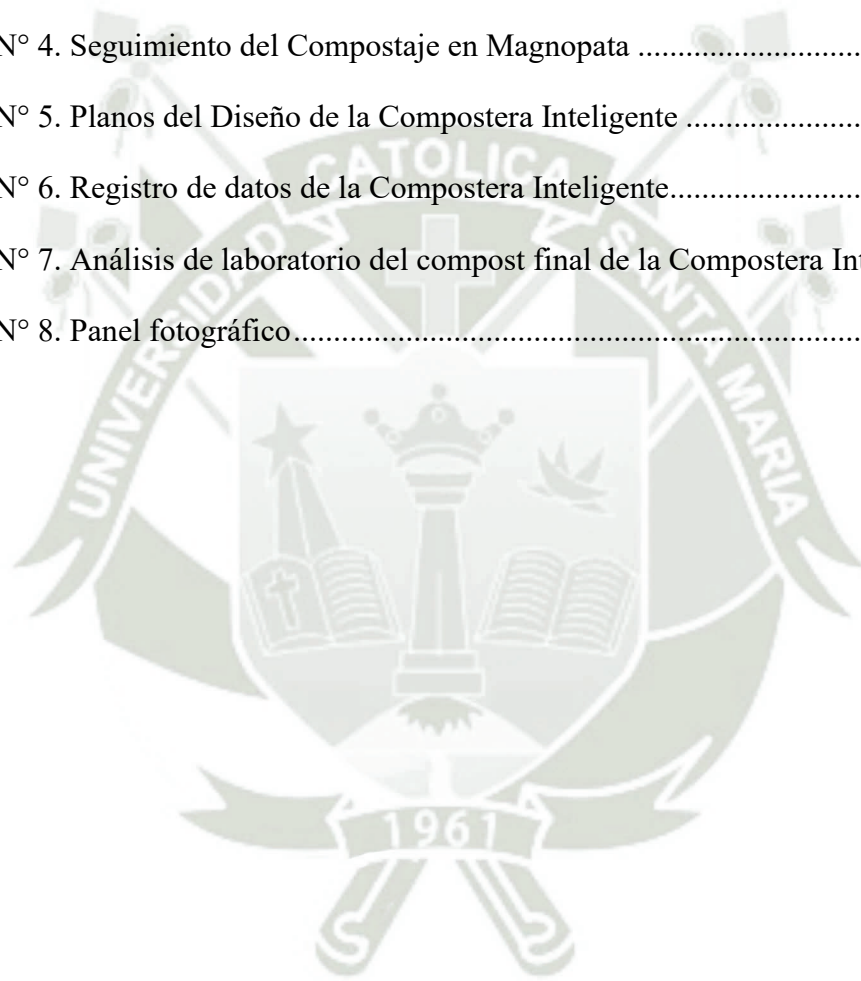 N° 4. Seguimiento del Compostaje en Magnopata ............................
N° 5. Planos del Diseño de la Compostera Inteligente ......................
N° 6. Registro de datos de la Compostera Inteligente........................
N° 7. Análisis de laboratorio del compost final de la Compostera Int
N° 8. Panel fotográfico......................................................................
UNIVERSIDAD CATOLICA SANTA MARIA
1961